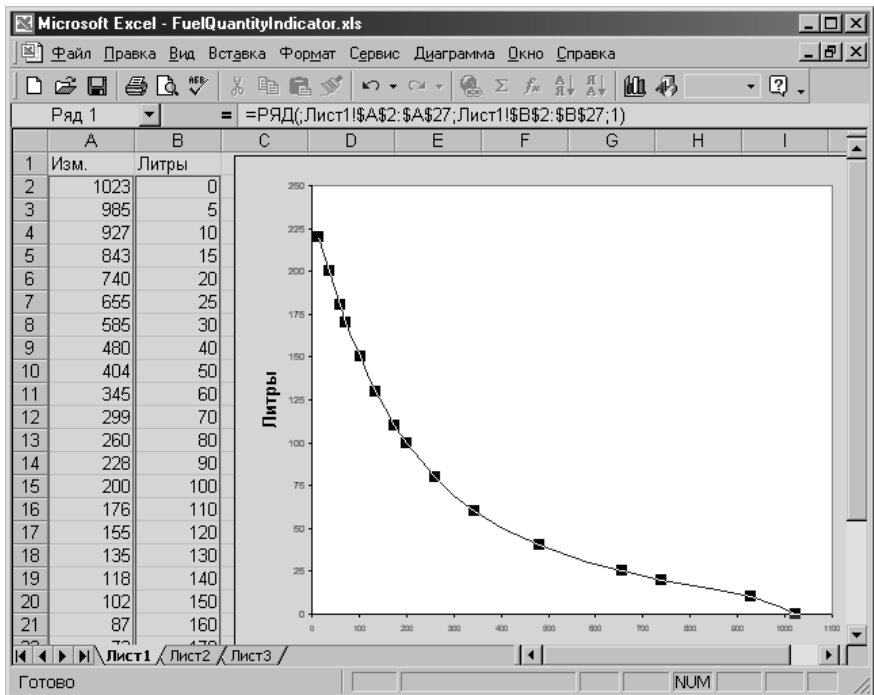 Microsoft Excel - FuelQuantityIndicator.xls
Файл Правка Вид Вставка Формат Сервис Диаграмма Окно Справка
Ряд 1 = =РЯД(;Лист1!$A$2:$A$27;Лист1!$B$2:$B$27;1)
A B C D E F G H I
1 Изм. Литры
2 1023 0
3 985 5
4 927 10
5 843 15
6 740 20
7 655 25
8 585 30
9 480 40
10 404 50
11 345 60
12 299 70
13 260 80
14 228 90
15 200 100
16 176 110
17 155 120
18 135 130
19 118 140
20 102 150
21 87 160
250
225
200
175
150
125
100
75
50
25
0
Литры
0 100 200 300 400 500 600 700 800 900 1000 1100
Лист1 Лист2 Лист3
Готово NUM